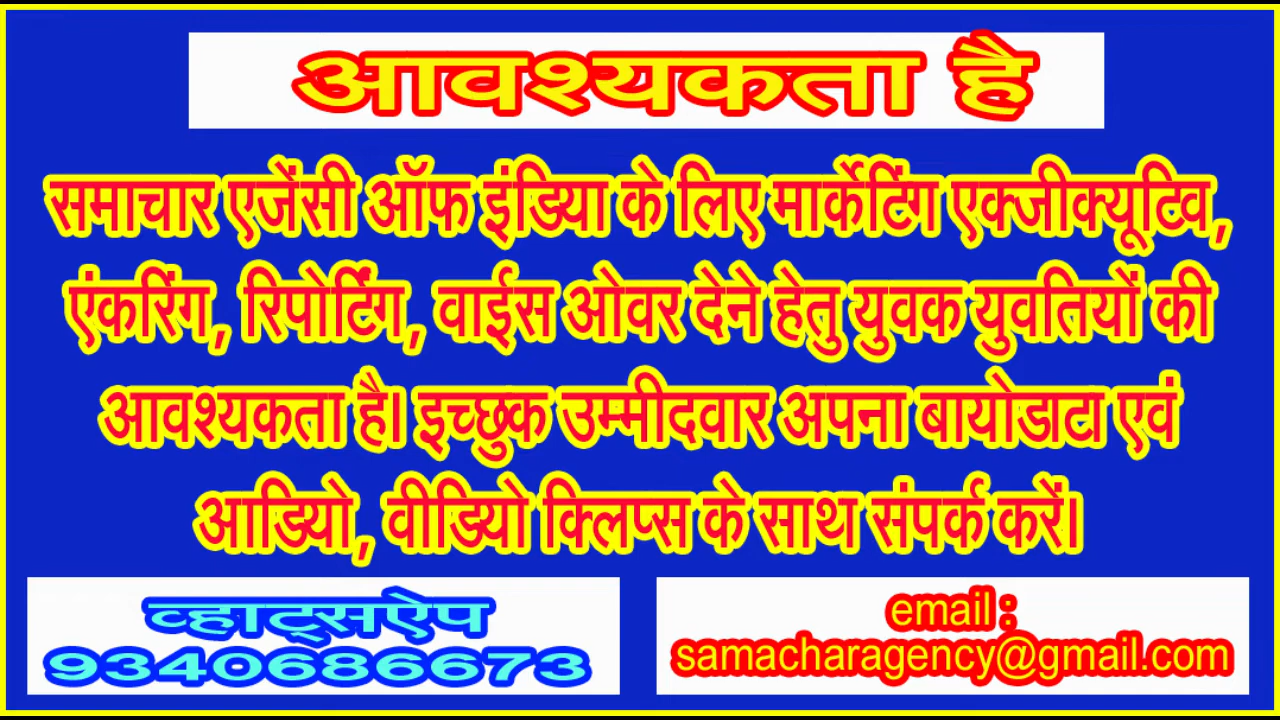 आवश्यकता है
समाचार एजेंसी ऑफ इंडिया के लिए मार्केटिंग एक्जीक्यूटिव,
एंकरिंग, रिपोर्टिंग, वाईस ओवर देने हेतु युवक युवतियों की
आवश्यकता है। इच्छुक उम्मीदवार अपना बायोडाटा एवं
आडियो, वीडियो क्लिप्स के साथ संपर्क करें।
व्हाट्सऐप
9340686673
email :
samacharagency@gmail.com